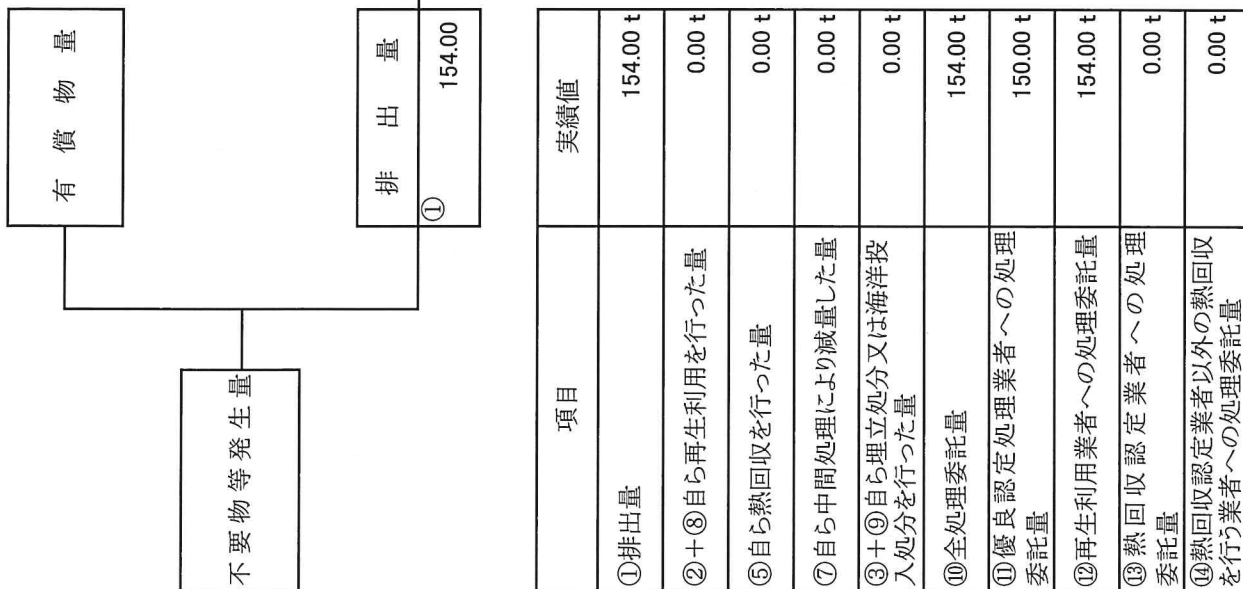 有償物量
不要物等発生量
排出量
①
154.00
項目
実績値
①排出量
154.00 t
②+⑧自ら再生利用を行った量
0.00 t
⑤自ら熱回収を行った量
0.00 t
⑦自ら中間処理により減量した量
0.00 t
③+⑨自ら埋立処分又は海洋投
入処分を行った量
0.00 t
⑩全処理委託量
154.00 t
⑪優良認定処理業者への処理
委託量
150.00 t
⑫再生利用業者への処理委託量
154.00 t
⑬熱回収認定業者への処理
委託量
0.00 t
⑭熱回収認定業者以外の熱回収
を行う業者への処理委託量
0.00 t